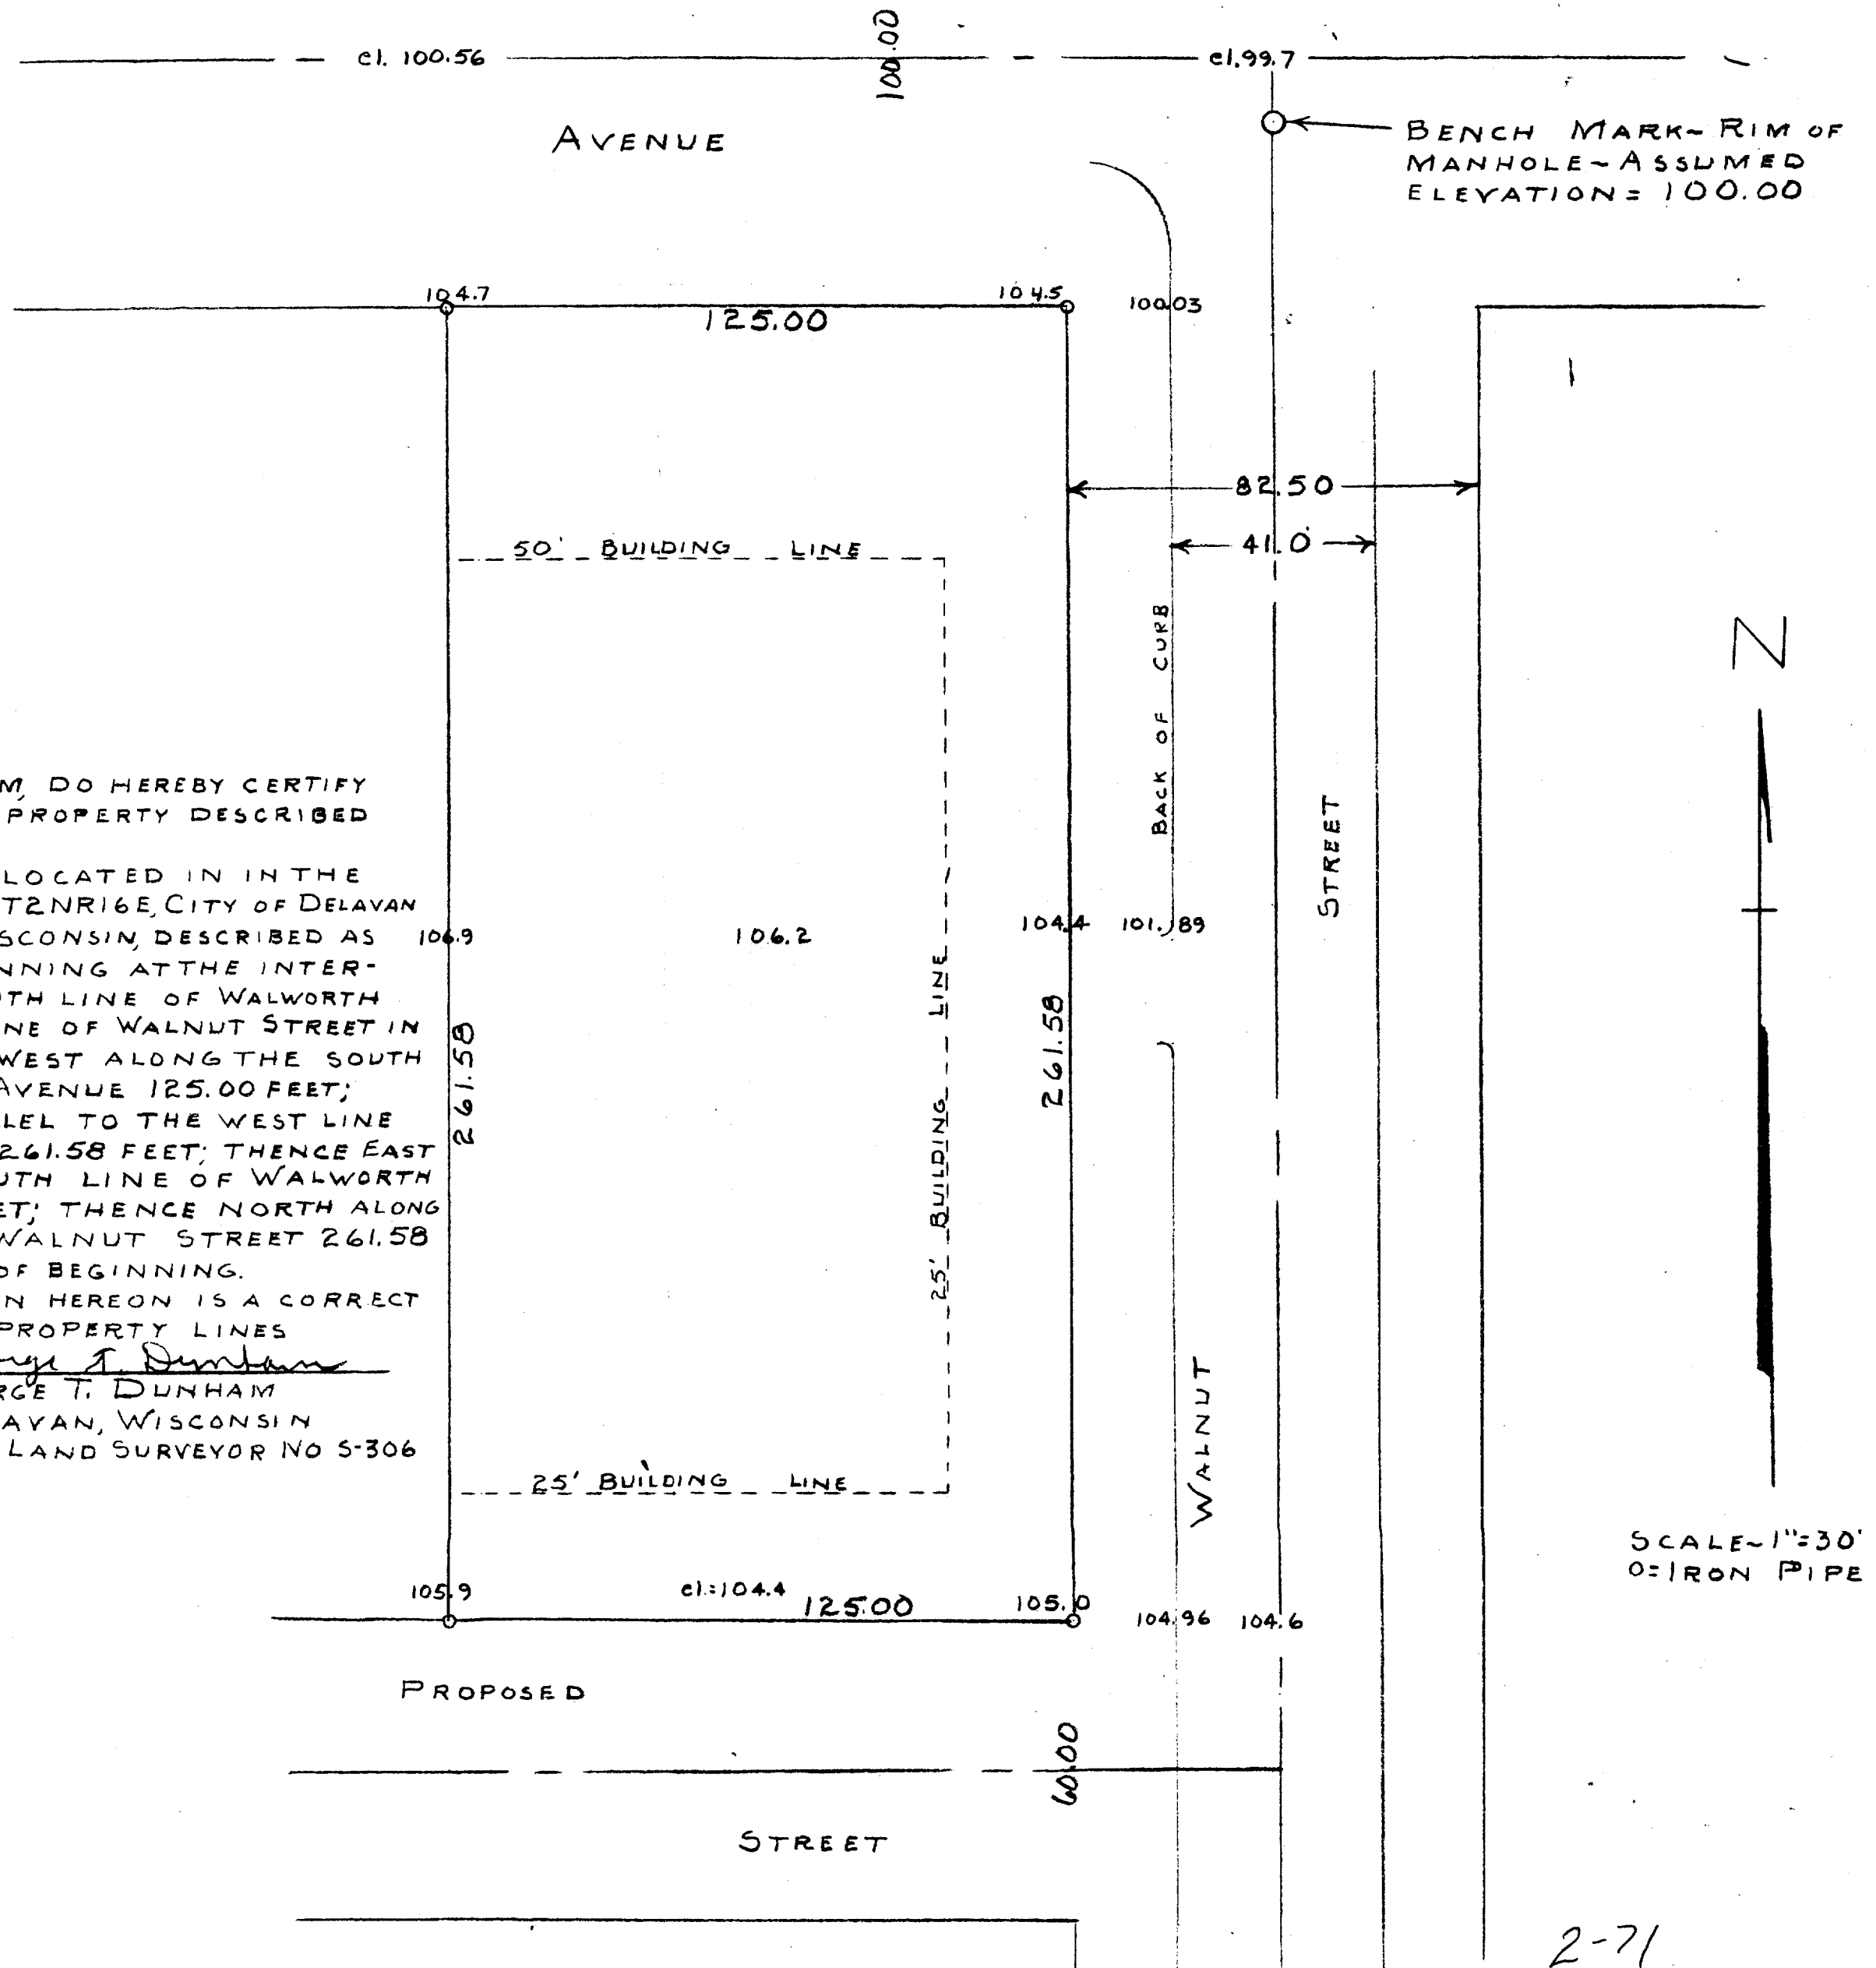 el. 100.56
100.00
el. 99.7
AVENUE
BENCH MARK~RIM OF
MANHOLE~ASSUMED
ELEVATION= 100.00
104.7
104.5
100.03
125.00
82.50
41.0
50' BUILDING LINE
BACK OF CURB
N
STREET
M, DO HEREBY CERTIFY
PROPERTY DESCRIBED
LOCATED IN IN THE
T2NR16E, CITY OF DELAVAN
SCONSIN, DESCRIBED AS
NNING AT THE INTER-
TH LINE OF WALWORTH
NE OF WALNUT STREET IN
WEST ALONG THE SOUTH
AVENUE 125.00 FEET;
LEL TO THE WEST LINE
261.58 FEET; THENCE EAST
UTH LINE OF WALWORTH
ET; THENCE NORTH ALONG
WALNUT STREET 261.58
OF BEGINNING.
N HEREON IS A CORRECT
PROPERTY LINES
rge T. Dunham
RGE T. DUNHAM
AVAN, WISCONSIN
LAND SURVEYOR NO S-306
106.9
106.2
104.4
101.89
261.58
261.58
25' BUILDING LINE
WALNUT
25' BUILDING LINE
SCALE~1"=30'
O=IRON PIPE
105.9
el.:104.4
125.00
105.0
104.96
104.6
PROPOSED
60.00
STREET
2-71